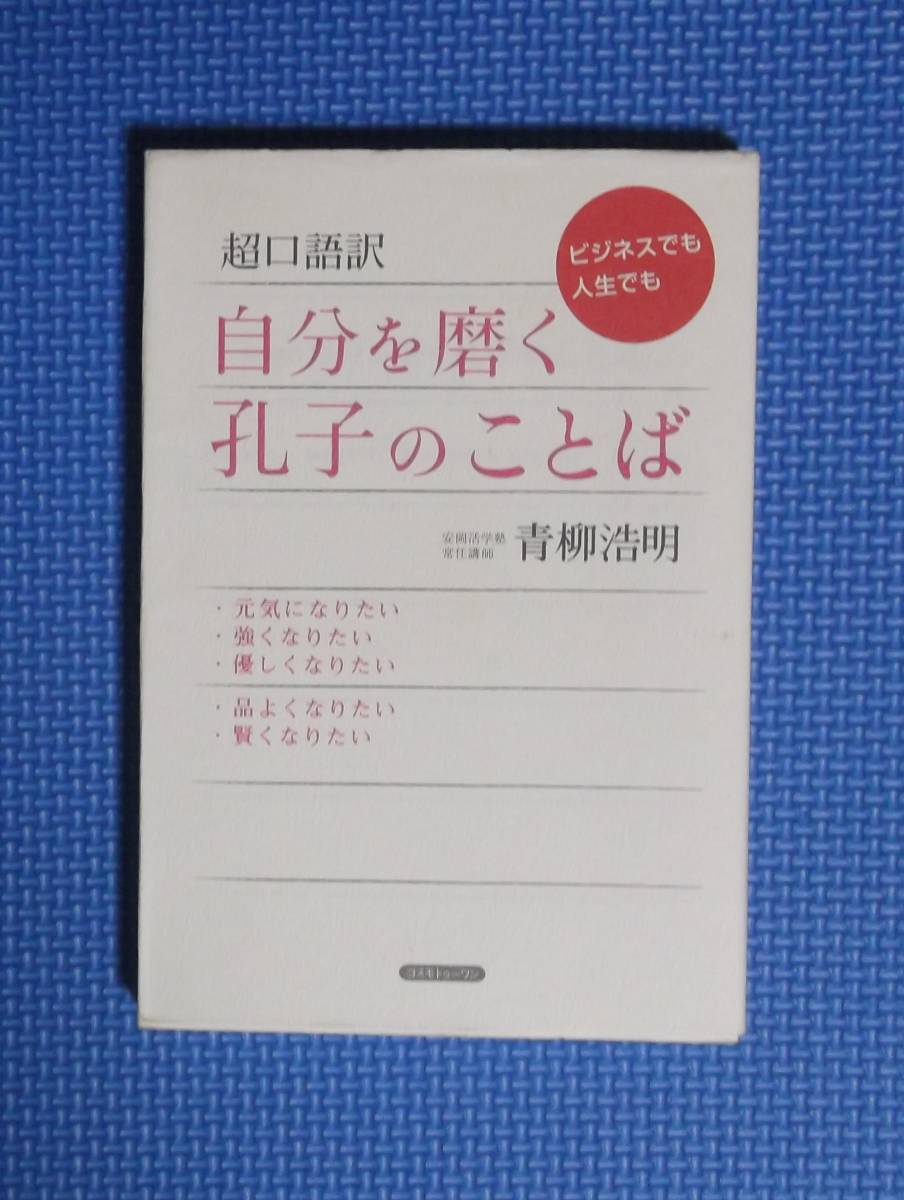 超口語訳
ビジネスでも
人生でも
自分を磨く
孔子のことば
安岡活学塾
常任講師
青柳浩明
・元気になりたい
・強くなりたい
・優しくなりたい
・品よくなりたい
・賢くなりたい
コスモトゥーワン